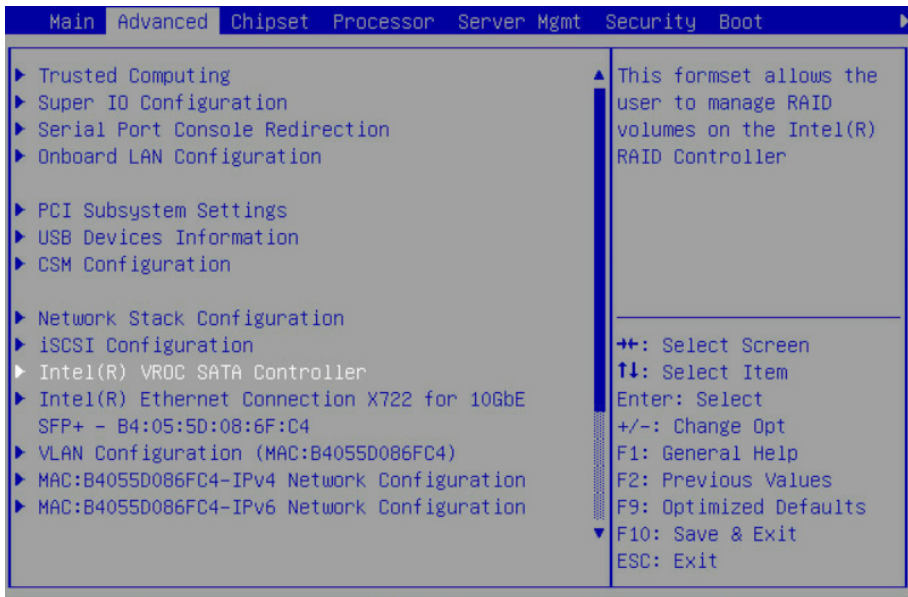 Main Advanced Chipset Processor Server Mgmt Security Boot
Trusted Computing
Super IO Configuration
Serial Port Console Redirection
Onboard LAN Configuration
PCI Subsystem Settings
USB Devices Information
CSM Configuration
Network Stack Configuration
iSCSI Configuration
Intel(R) VROC SATA Controller
Intel(R) Ethernet Connection X722 for 10GbE
SFP+ - B4:05:5D:08:6F:C4
VLAN Configuration (MAC:B4055D086FC4)
MAC:B4055D086FC4-IPv4 Network Configuration
MAC:B4055D086FC4-IPv6 Network Configuration
This formset allows the
user to manage RAID
volumes on the Intel(R)
RAID Controller
→←: Select Screen
↑↓: Select Item
Enter: Select
+/-: Change Opt
F1: General Help
F2: Previous Values
F9: Optimized Defaults
F10: Save & Exit
ESC: Exit